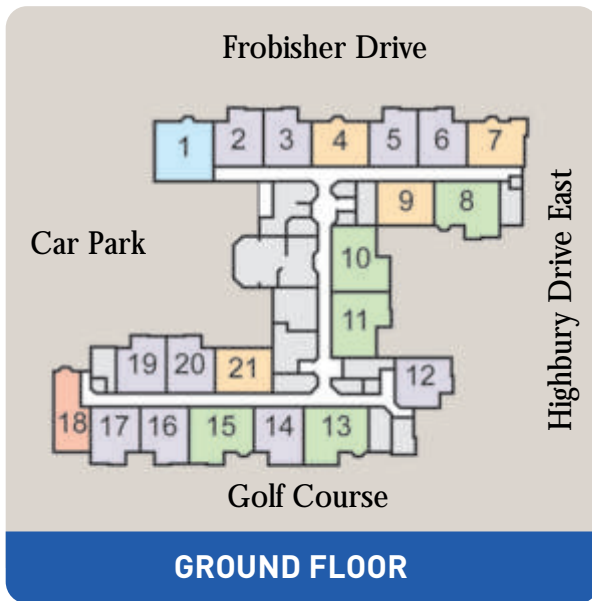 Frobisher Drive
1 2 3 4 5 6 7
9 8
Car Park
Highbury Drive East
10
11
19 20 21
12
18 17 16 15 14 13
Golf Course
GROUND FLOOR